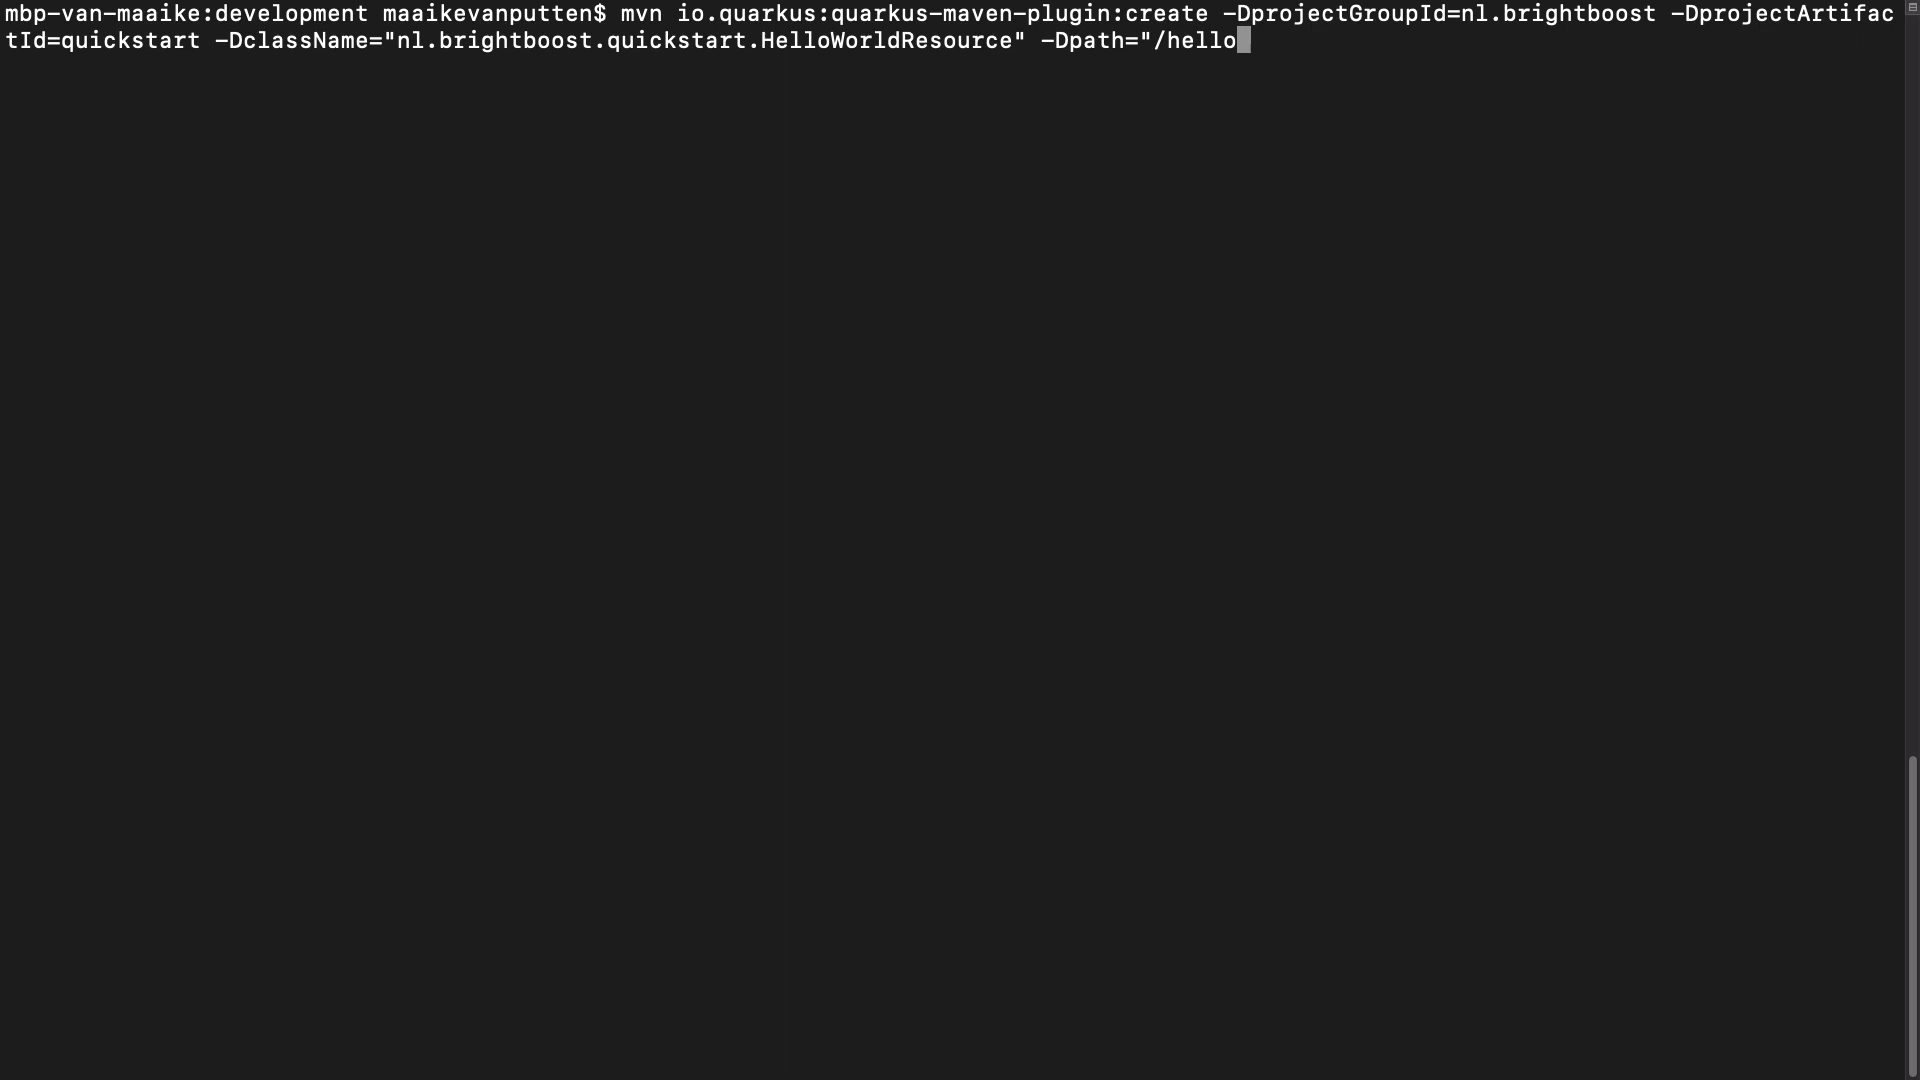 mbp-van-maaike:development maaikevanputten$ mvn io.quarkus:quarkus-maven-plugin:create -DprojectGroupId=nl.brightboost -DprojectArtifac
tId=quickstart -DclassName="nl.brightboost.quickstart.HelloWorldResource" -Dpath="/hello